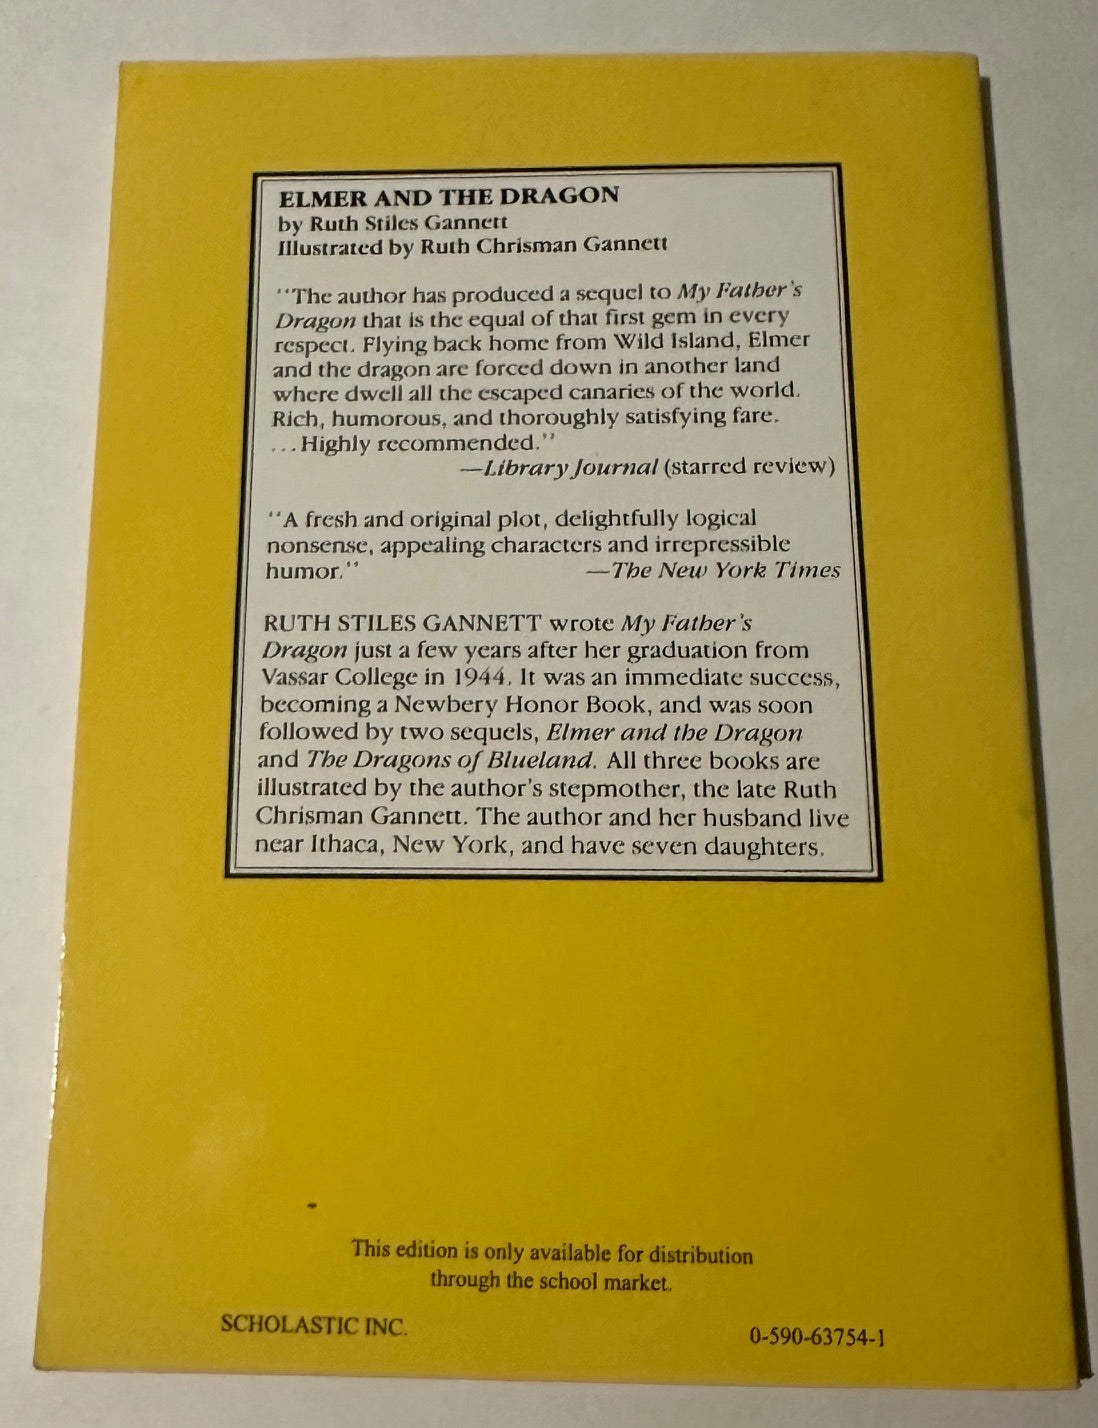 ELMER AND THE DRAGON
by Ruth Stiles Gannett
Illustrated by Ruth Chrisman Gannett
"The author has produced a sequel to My Father's
Dragon that is the equal of that first gem in every
respect. Flying back home from Wild Island, Elmer
and the dragon are forced down in another land
where dwell all the escaped canaries of the world.
Rich, humorous, and thoroughly satisfying fare.
...Highly recommended."
—Library Journal (starred review)
"A fresh and original plot, delightfully logical
nonsense, appealing characters and irrepressible
humor." —The New York Times
RUTH STILES GANNETT wrote My Father's
Dragon just a few years after her graduation from
Vassar College in 1944. It was an immediate success,
becoming a Newbery Honor Book, and was soon
followed by two sequels, Elmer and the Dragon
and The Dragons of Blueland. All three books are
illustrated by the author's stepmother, the late Ruth
Chrisman Gannett. The author and her husband live
near Ithaca, New York, and have seven daughters.
This edition is only available for distribution
through the school market.
SCHOLASTIC INC.
0-590-63754-1